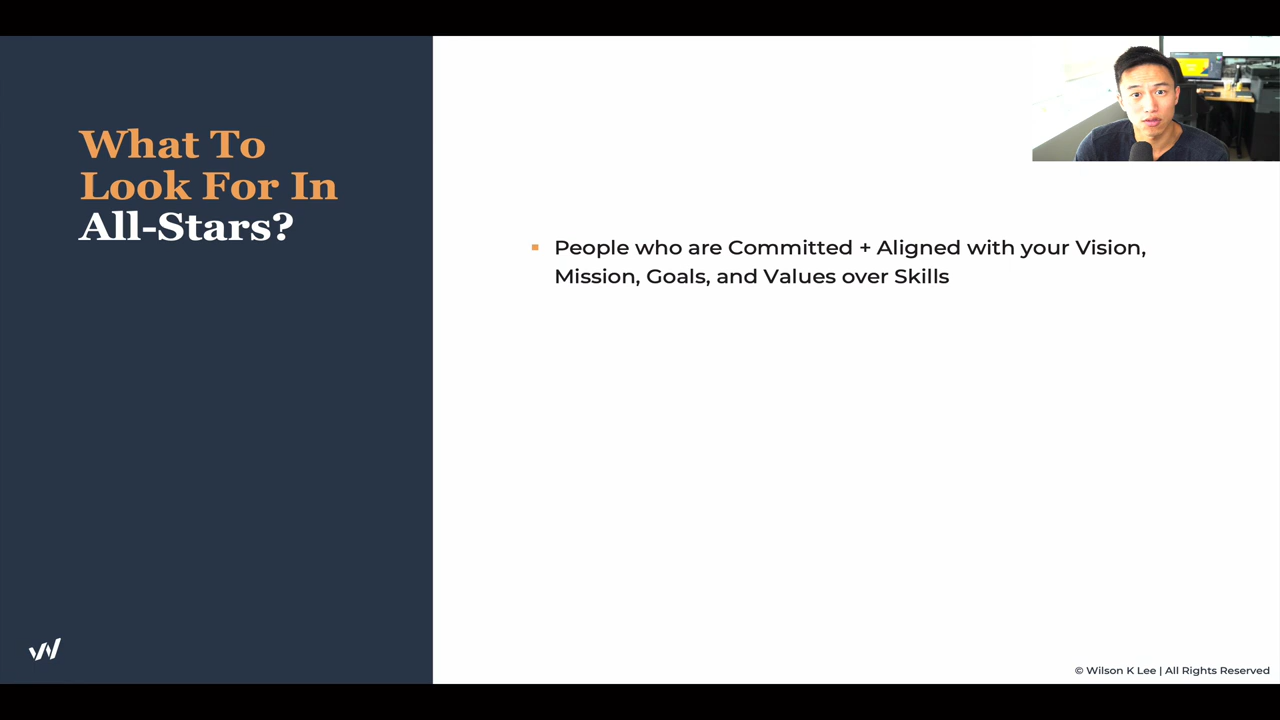 What To
Look For In
All-Stars?
▪ People who are Committed + Aligned with your Vision,
Mission, Goals, and Values over Skills
© Wilson K Lee | All Rights Reserved